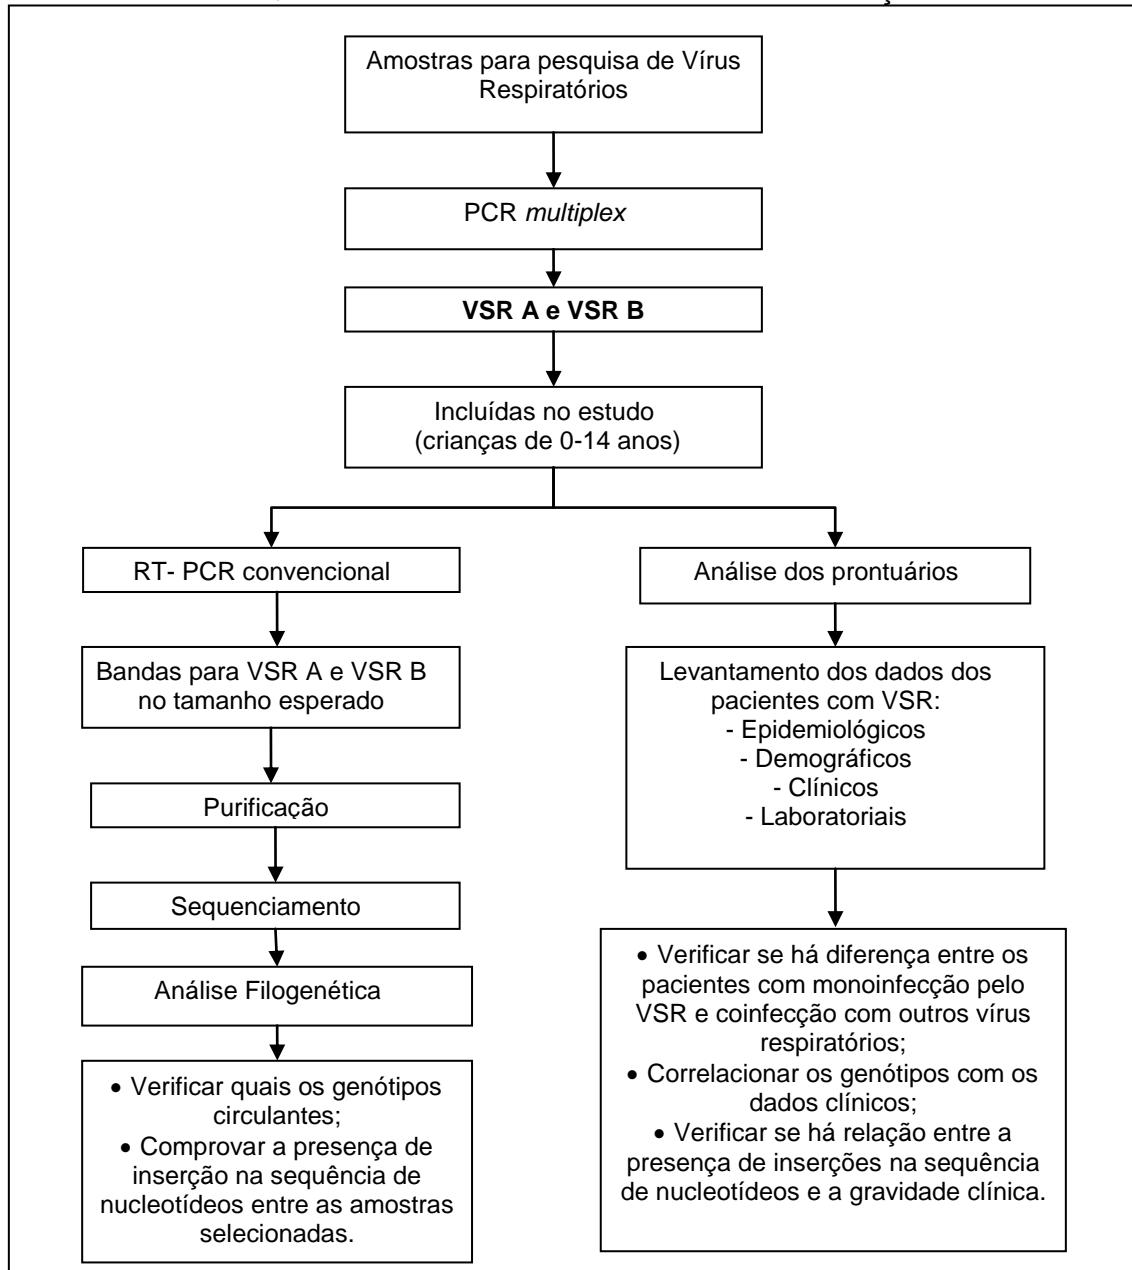 Amostras para pesquisa de Vírus
Respiratórios
PCR multiplex
VSR A e VSR B
Incluídas no estudo
(crianças de 0-14 anos)
RT- PCR convencional
Bandas para VSR A e VSR B
no tamanho esperado
Purificação
Sequenciamento
Análise Filogenética
• Verificar quais os genótipos
circulantes;
• Comprovar a presença de
inserção na sequência de
nucleotídeos entre as amostras
selecionadas.
Análise dos prontuários
Levantamento dos dados dos
pacientes com VSR:
- Epidemiológicos
- Demográficos
- Clínicos
- Laboratoriais
• Verificar se há diferença entre os
pacientes com monoinfecção pelo
VSR e coinfecção com outros vírus
respiratórios;
• Correlacionar os genótipos com os
dados clínicos;
• Verificar se há relação entre a
presença de inserções na sequência
de nucleotídeos e a gravidade clínica.